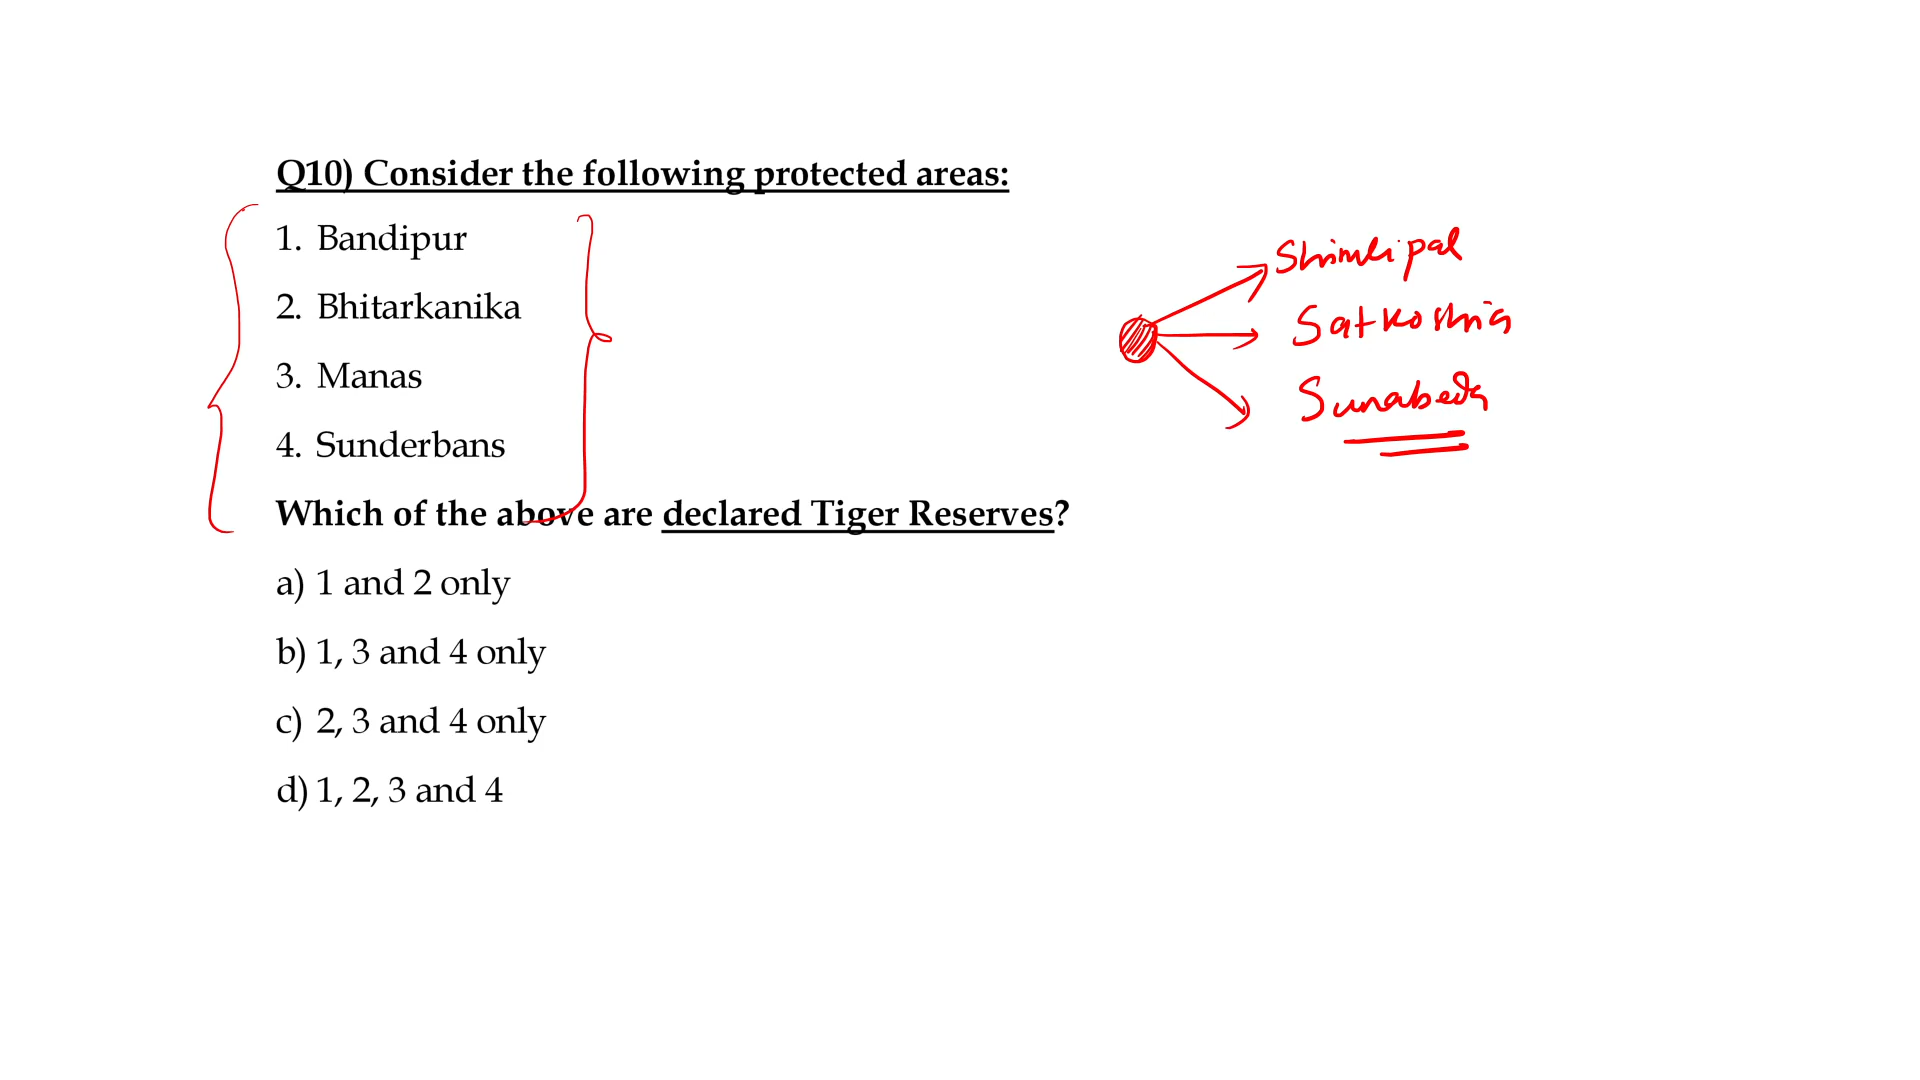 Q10) Consider the following protected areas:
1. Bandipur
2. Bhitarkanika
3. Manas
4. Sunderbans
Which of the above are declared Tiger Reserves?
a) 1 and 2 only
b) 1, 3 and 4 only
c) 2, 3 and 4 only
d) 1, 2, 3 and 4
Shimlipal
Satkoshia
Sunabeda